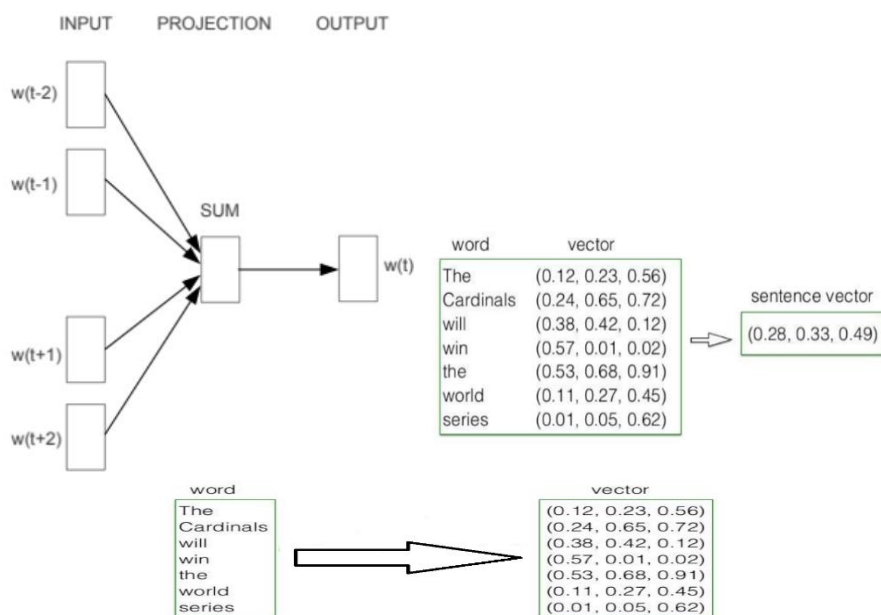 INPUT PROJECTION OUTPUT
w(t-2)
w(t-1)
SUM
w(t)
w(t+1)
w(t+2)
word vector
The (0.12, 0.23, 0.56)
Cardinals (0.24, 0.65, 0.72)
will (0.38, 0.42, 0.12)
win (0.57, 0.01, 0.02)
the (0.53, 0.68, 0.91)
world (0.11, 0.27, 0.45)
series (0.01, 0.05, 0.62)
sentence vector
(0.28, 0.33, 0.49)
word vector
The (0.12, 0.23, 0.56)
Cardinals (0.24, 0.65, 0.72)
will (0.38, 0.42, 0.12)
win (0.57, 0.01, 0.02)
the (0.53, 0.68, 0.91)
world (0.11, 0.27, 0.45)
series (0.01, 0.05, 0.62)